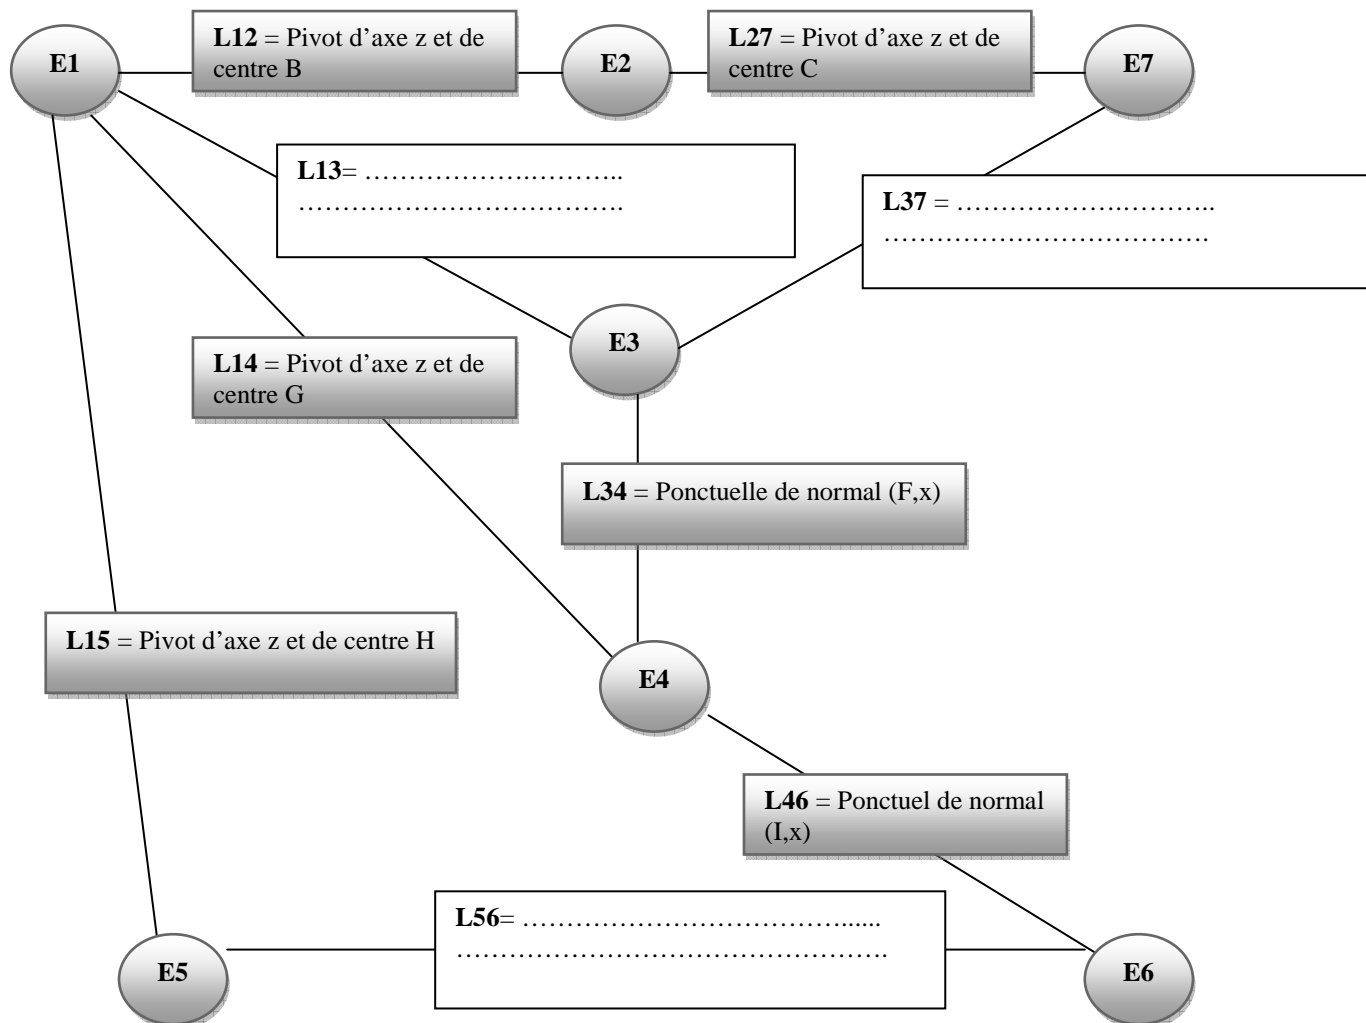 E1
L12 = Pivot d’axe z et de
centre B
E2
L27 = Pivot d’axe z et de
centre C
E7
L13= ……………….………..
……………………………….
L37 = ……………….………..
……………………………….
E3
L14 = Pivot d’axe z et de
centre G
L34 = Ponctuelle de normal (F,x)
L15 = Pivot d’axe z et de centre H
E4
L46 = Ponctuel de normal
(I,x)
L56= ………………………………......
………………………………………….
E5
E6